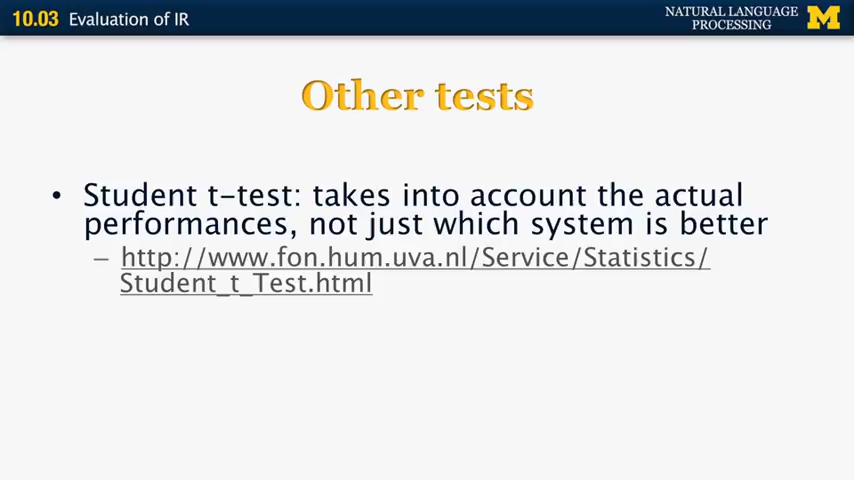 10.03 Evaluation of IR
NATURAL LANGUAGE
PROCESSING
M
Other tests
• Student t-test: takes into account the actual
performances, not just which system is better
– http://www.fon.hum.uva.nl/Service/Statistics/
Student_t_Test.html